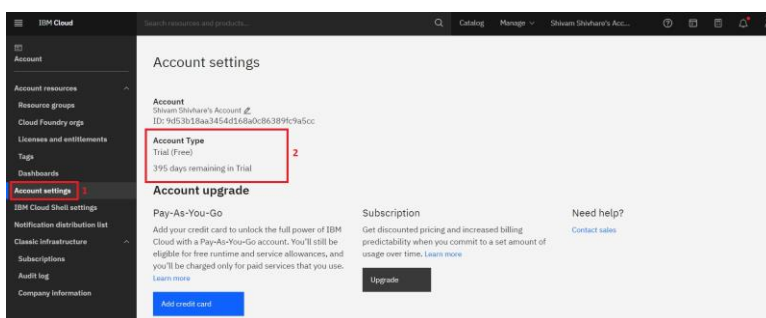 IBM Cloud
Search resources and products...
Catalog
Manage
Shivam Shivhare's Acc...
Account
Account resources
Resource groups
Cloud Foundry orgs
Licenses and entitlements
Tags
Dashboards
Account settings 1
IBM Cloud Shell settings
Notification distribution list
Classic infrastructure
Subscriptions
Audit log
Company information
Account settings
Account
Shivam Shivhare's Account
ID: 9d53b18aa3454d168a0c86389fc9a5cc
Account Type
Trial (Free)
2
395 days remaining in Trial
Account upgrade
Pay-As-You-Go
Add your credit card to unlock the full power of IBM
Cloud with a Pay-As-You-Go account. You'll still be
eligible for free runtime and service allowances, and
you'll be charged only for paid services that you use.
Learn more
Add credit card
Subscription
Get discounted pricing and increased billing
predictability when you commit to a set amount of
usage over time. Learn more
Upgrade
Need help?
Contact sales